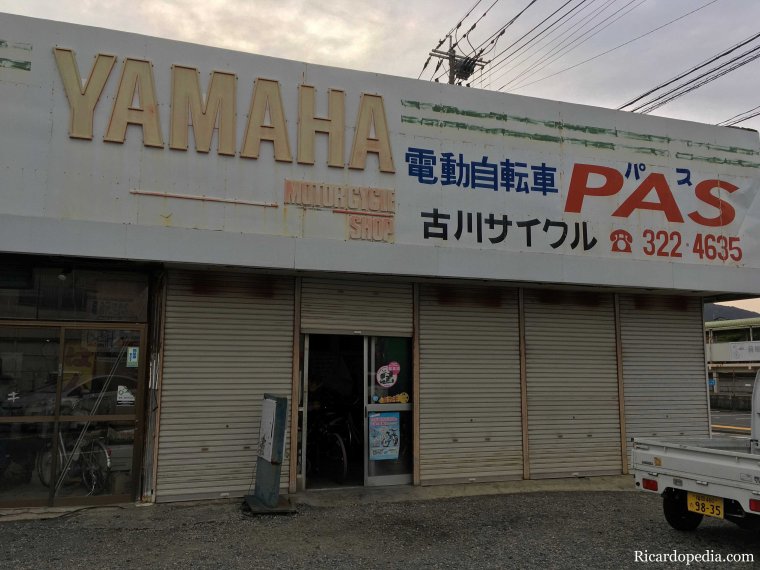 YAMAHA
MOTORCYCLE
SHOP
電動自転車
パス
PAS
古川サイクル
☎322-4635
98-35
Ricardopedia.com